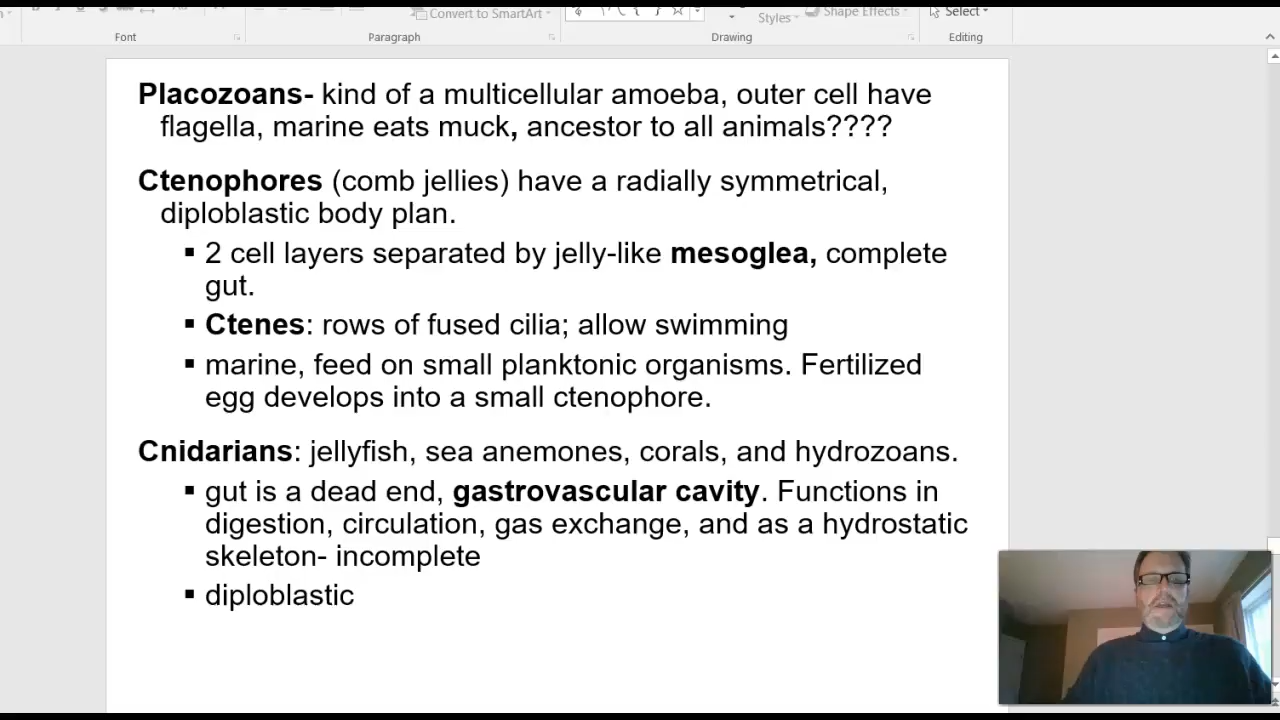 Convert to SmartArt
Styles
Shape Effects
Select
Font
Paragraph
Drawing
Editing
Placozoans- kind of a multicellular amoeba, outer cell have
flagella, marine eats muck, ancestor to all animals????
Ctenophores (comb jellies) have a radially symmetrical,
diploblastic body plan.
▪ 2 cell layers separated by jelly-like mesoglea, complete
gut.
▪ Ctenes: rows of fused cilia; allow swimming
▪ marine, feed on small planktonic organisms. Fertilized
egg develops into a small ctenophore.
Cnidarians: jellyfish, sea anemones, corals, and hydrozoans.
▪ gut is a dead end, gastrovascular cavity. Functions in
digestion, circulation, gas exchange, and as a hydrostatic
skeleton- incomplete
▪ diploblastic